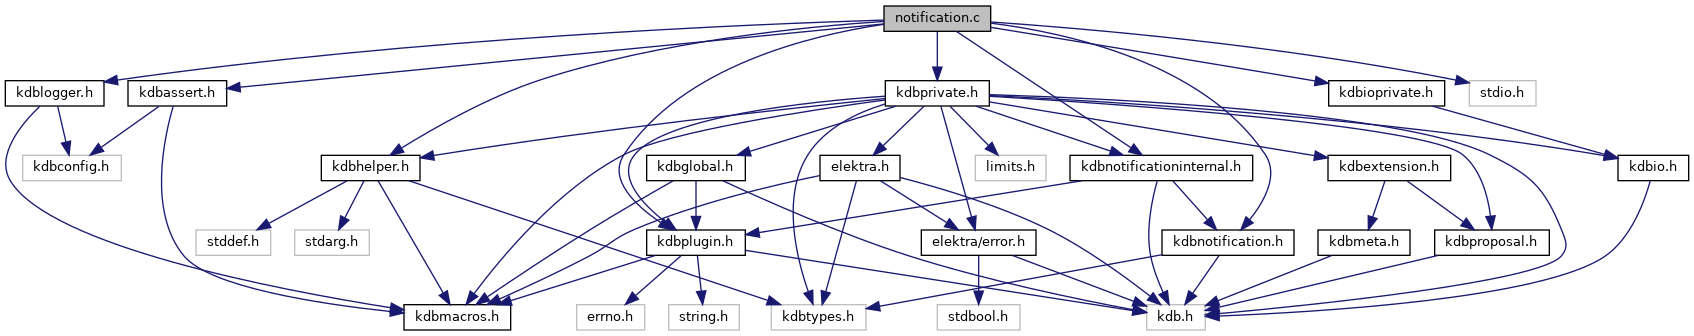 notification.c
kdblogger.h
kdbassert.h
kdbprivate.h
kdbioprivate.h
stdio.h
kdbconfig.h
kdbhelper.h
kdbglobal.h
elektra.h
limits.h
kdbnotificationinternal.h
kdbextension.h
kdbio.h
stddef.h
stdarg.h
kdbplugin.h
elektra/error.h
kdbnotification.h
kdbmeta.h
kdbproposal.h
kdbmacros.h
errno.h
string.h
kdbtypes.h
stdbool.h
kdb.h